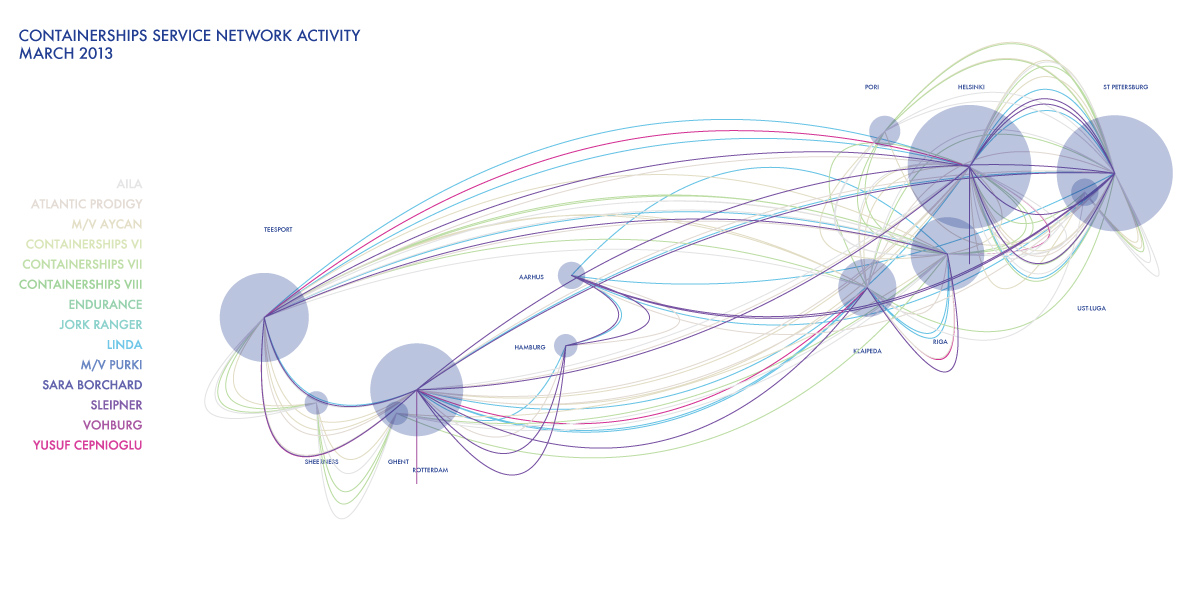 CONTAINERSHIPS SERVICE NETWORK ACTIVITY
MARCH 2013
PORI
HELSINKI
ST PETERSBURG
AILA
ATLANTIC PRODIGY
M/V AYCAN
CONTAINERSHIPS VI
CONTAINERSHIPS VII
CONTAINERSHIPS VIII
ENDURANCE
JORK RANGER
LINDA
M/V PURKI
SARA BORCHARD
SLEIPNER
VOHBURG
YUSUF CEPNIOGLU
TEESPORT
AARHUS
HAMBURG
UST-LUGA
RIGA
KLAIPEDA
SHEERNESS
GHENT
ROTTERDAM